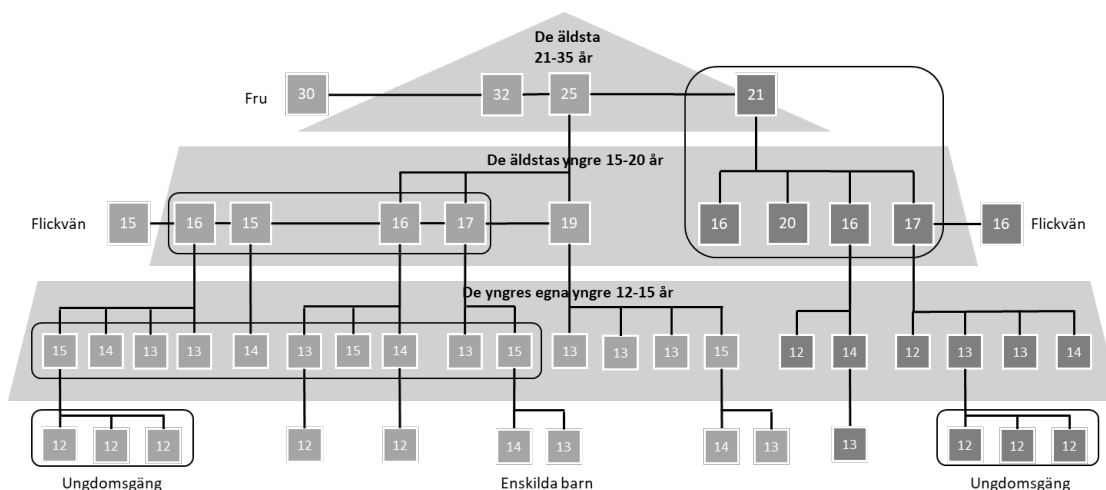 De äldsta
21-35 år
Fru 30 32 25 21
De äldstas yngre 15-20 år
Flickvän 15 16 15 16 17 19 16 20 16 17 16 Flickvän
De yngres egna yngre 12-15 år
15 14 13 13 14 13 15 14 13 15 13 13 13 15 12 14 12 13 13 14
12 12 12 12 12 14 13 14 13 13 12 12 12
Ungdomsgäng Enskilda barn Ungdomsgäng